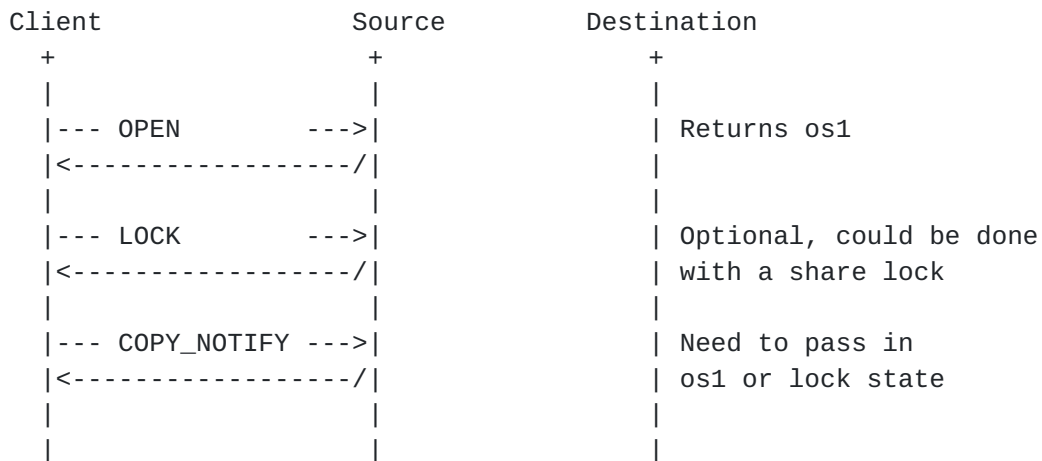 Client                Source         Destination
  +                     +                  +
  |                     |                  |
  |--- OPEN         --->|                  | Returns os1
  |<------------------/|                  |
  |                     |                  |
  |--- LOCK         --->|                  | Optional, could be done
  |<------------------/|                  | with a share lock
  |                     |                  |
  |--- COPY_NOTIFY --->|                  | Need to pass in
  |<------------------/|                  | os1 or lock state
  |                     |                  |
  |                     |                  |